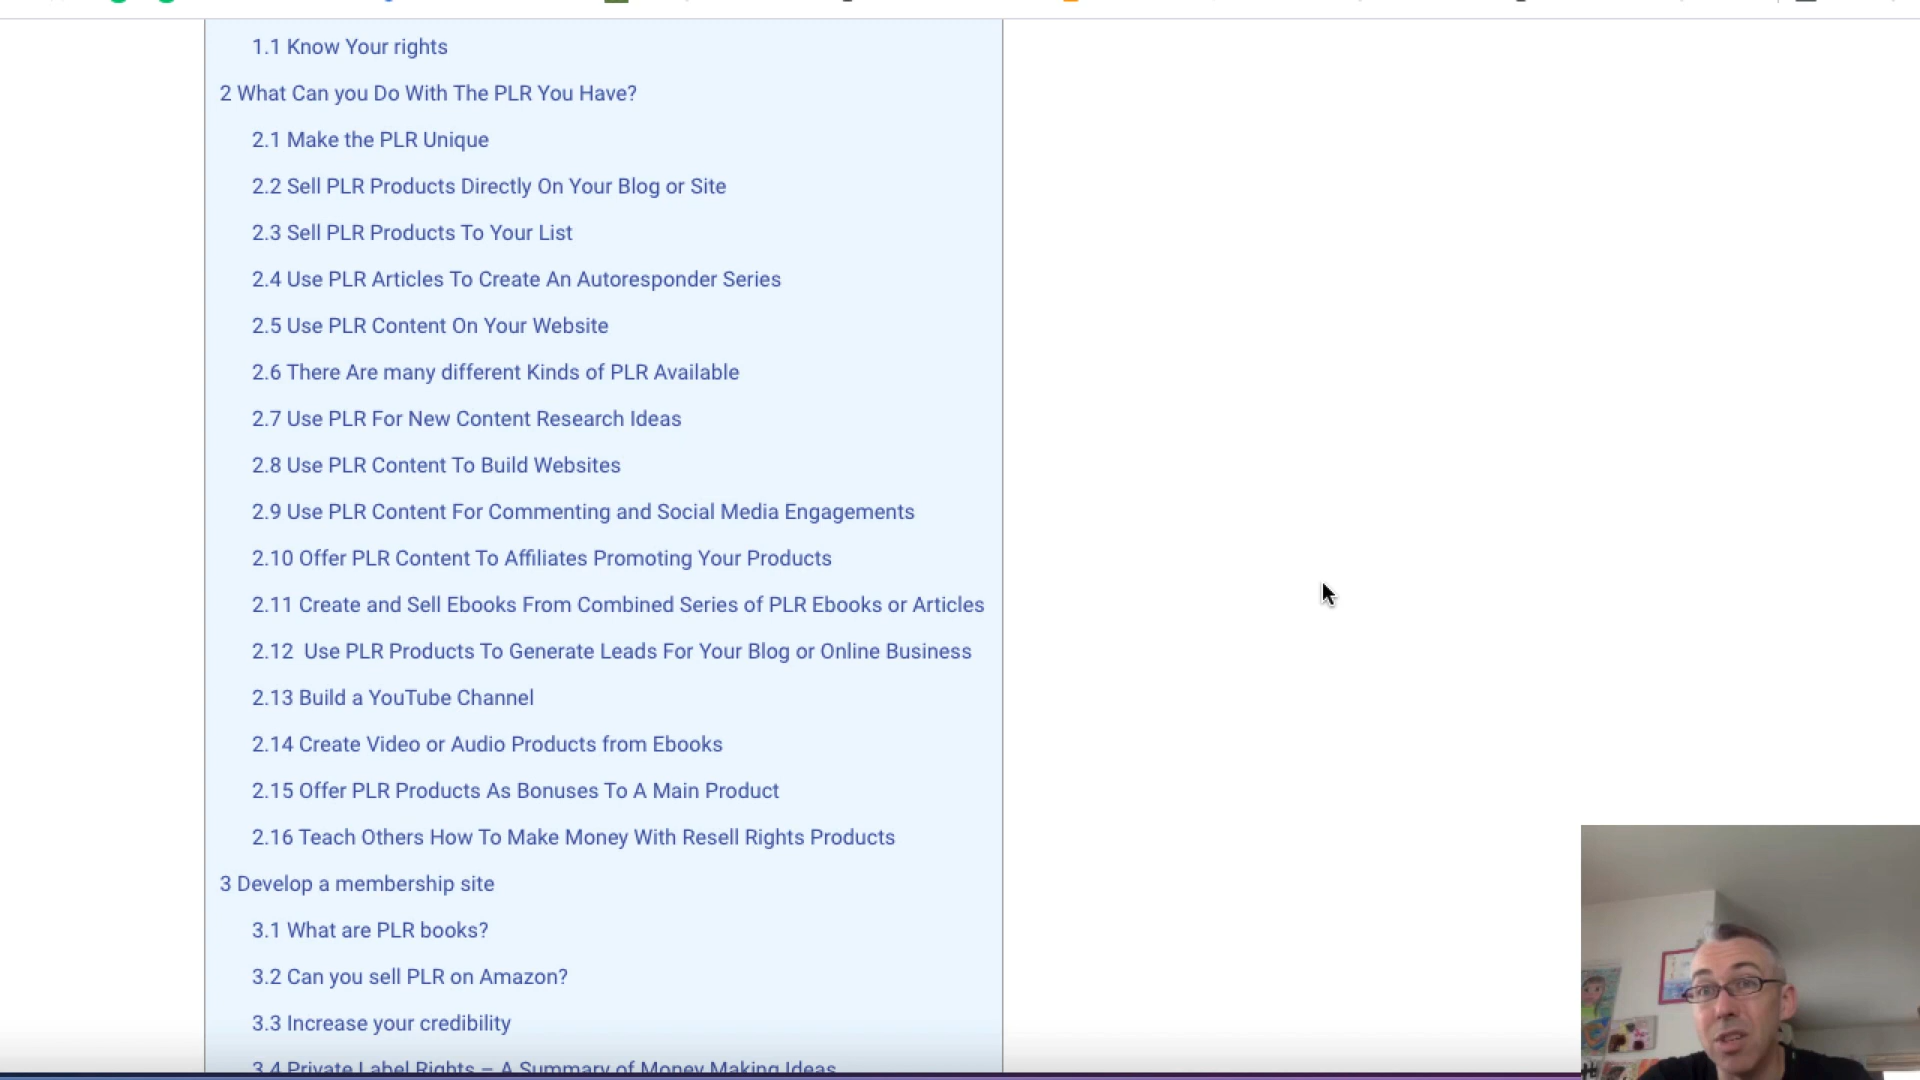 1.1 Know Your rights
2 What Can you Do With The PLR You Have?
2.1 Make the PLR Unique
2.2 Sell PLR Products Directly On Your Blog or Site
2.3 Sell PLR Products To Your List
2.4 Use PLR Articles To Create An Autoresponder Series
2.5 Use PLR Content On Your Website
2.6 There Are many different Kinds of PLR Available
2.7 Use PLR For New Content Research Ideas
2.8 Use PLR Content To Build Websites
2.9 Use PLR Content For Commenting and Social Media Engagements
2.10 Offer PLR Content To Affiliates Promoting Your Products
2.11 Create and Sell Ebooks From Combined Series of PLR Ebooks or Articles
2.12 Use PLR Products To Generate Leads For Your Blog or Online Business
2.13 Build a YouTube Channel
2.14 Create Video or Audio Products from Ebooks
2.15 Offer PLR Products As Bonuses To A Main Product
2.16 Teach Others How To Make Money With Resell Rights Products
3 Develop a membership site
3.1 What are PLR books?
3.2 Can you sell PLR on Amazon?
3.3 Increase your credibility
3.4 Private Label Rights – A Summary of Money Making Ideas